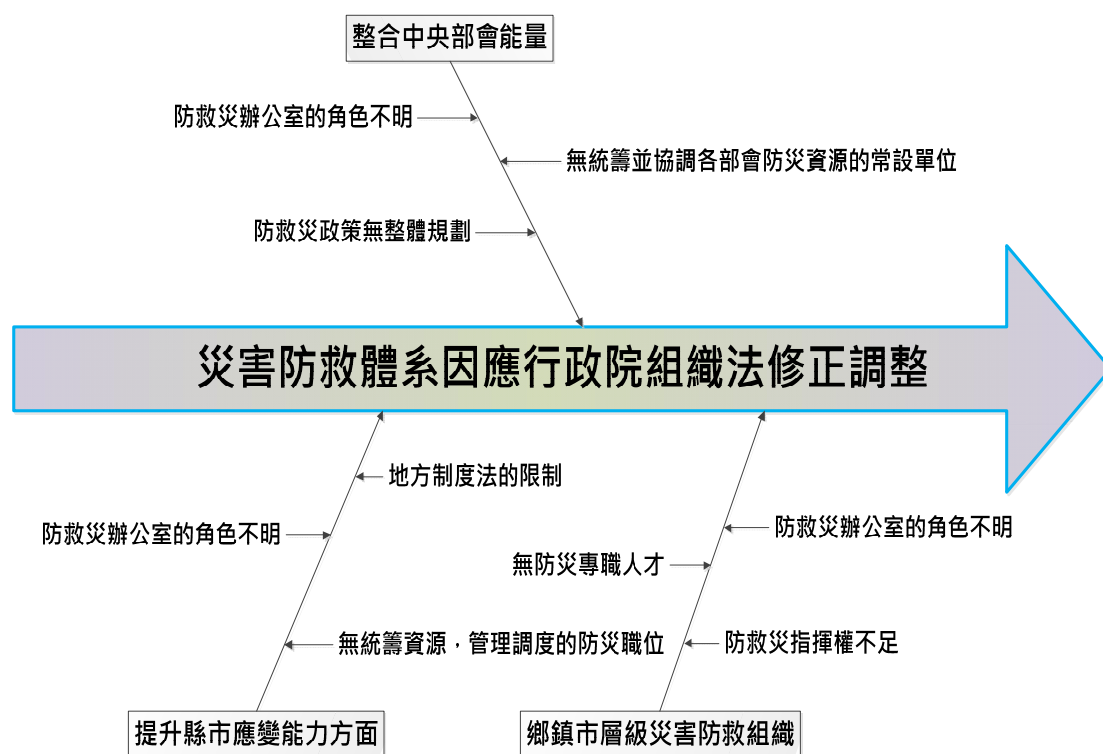 整合中央部會能量
防救災辦公室的角色不明
無統籌並協調各部會防災資源的常設單位
防救災政策無整體規劃
災害防救體系因應行政院組織法修正調整
地方制度法的限制
防救災辦公室的角色不明
無統籌資源，管理調度的防災職位
提升縣市應變能力方面
防救災辦公室的角色不明
無防災專職人才
防救災指揮權不足
鄉鎮市層級災害防救組織